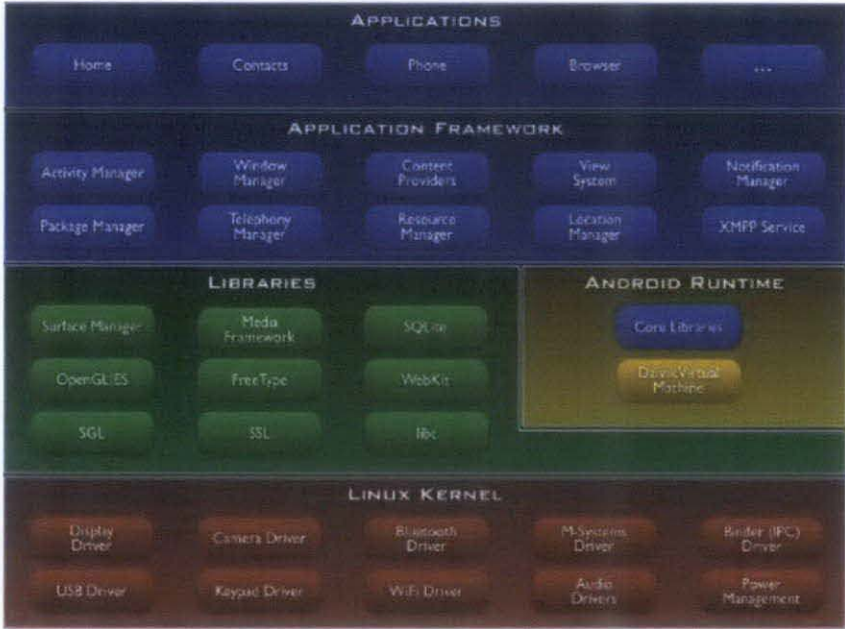 APPLICATIONS
Home
Contacts
Phone
Browser
...
APPLICATION FRAMEWORK
Activity Manager
Window
Manager
Content
Providers
View
System
Notification
Manager
Package Manager
Telephony
Manager
Resource
Manager
Location
Manager
XMPP Service
LIBRARIES
Surface Manager
Media
Framework
SQLite
OpenGL|ES
FreeType
WebKit
SGL
SSL
libc
ANDROID RUNTIME
Core Libraries
Dalvik Virtual
Machine
LINUX KERNEL
Display
Driver
Camera Driver
Bluetooth
Driver
M-Systems
Driver
Binder (IPC)
Driver
USB Driver
Keypad Driver
WiFi Driver
Audio
Drivers
Power
Management